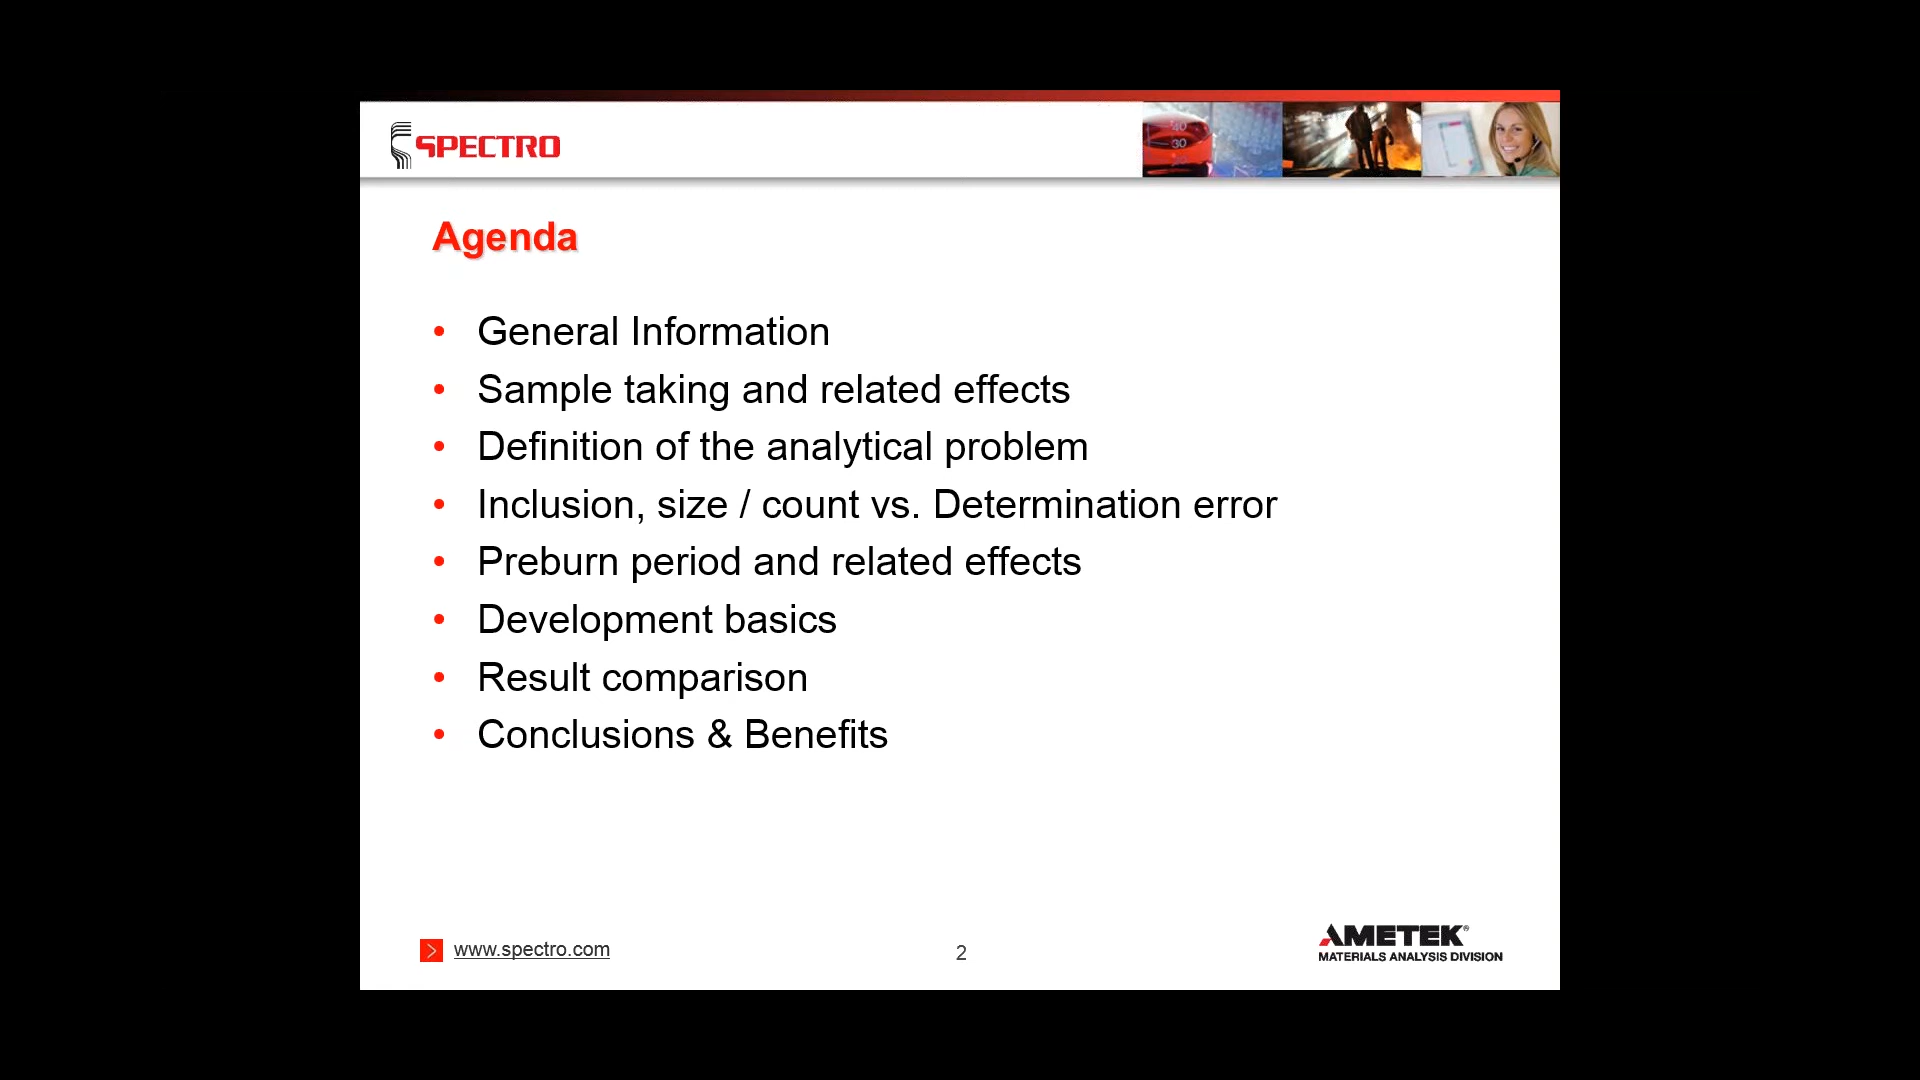 SPECTRO
40
30
Agenda
• General Information
• Sample taking and related effects
• Definition of the analytical problem
• Inclusion, size / count vs. Determination error
• Preburn period and related effects
• Development basics
• Result comparison
• Conclusions & Benefits
www.spectro.com
2
AMETEK®
MATERIALS ANALYSIS DIVISION